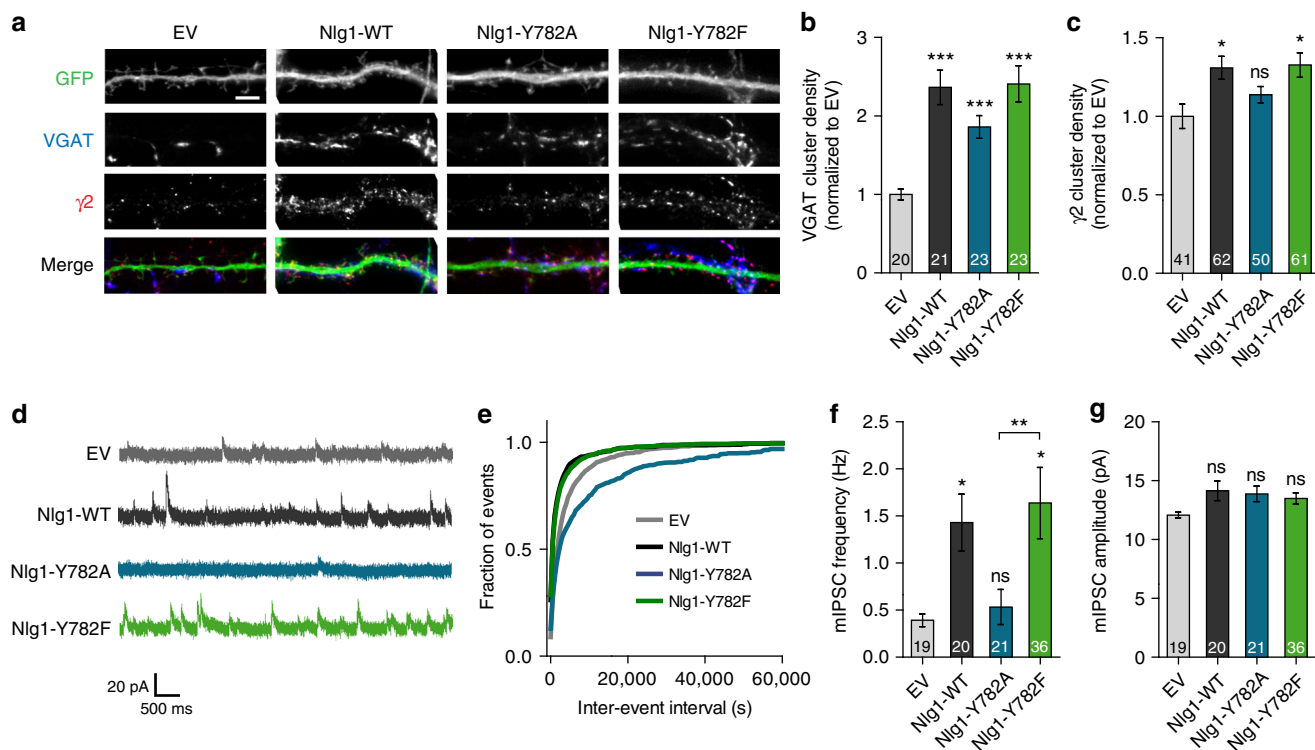 a
EV
Nlg1-WT
Nlg1-Y782A
Nlg1-Y782F
GFP
VGAT
γ2
Merge
b
VGAT cluster density
(normalized to EV)
3
2
1
0
***
***
***
20
21
23
23
EV
Nlg1-WT
Nlg1-Y782A
Nlg1-Y782F
c
γ2 cluster density
(normalized to EV)
1.5
1.0
0.5
0.0
*
ns
*
41
62
50
61
EV
Nlg1-WT
Nlg1-Y782A
Nlg1-Y782F
d
EV
Nlg1-WT
Nlg1-Y782A
Nlg1-Y782F
20 pA
500 ms
e
Fraction of events
1.0
0.5
0.0
EV
Nlg1-WT
Nlg1-Y782A
Nlg1-Y782F
0
20,000
40,000
60,000
Inter-event interval (s)
f
mIPSC frequency (Hz)
2.5
2.0
1.5
1.0
0.5
0.0
**
*
ns
*
19
20
21
36
EV
Nlg1-WT
Nlg1-Y782A
Nlg1-Y782F
g
mIPSC amplitude (pA)
20
15
10
5
0
ns
ns
ns
19
20
21
36
EV
Nlg1-WT
Nlg1-Y782A
Nlg1-Y782F